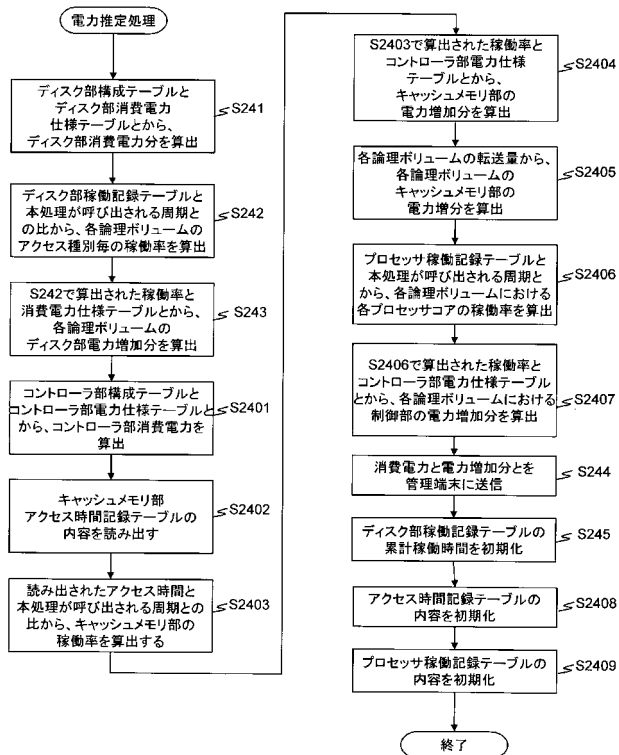 電力推定処理
ディスク部構成テーブルと
ディスク部消費電力
仕様テーブルとから、
ディスク部消費電力分を算出
S241
ディスク部稼働記録テーブルと
本処理が呼び出される周期と
の比から、各論理ボリュームの
アクセス種別毎の稼働率を算出
S242
S242で算出された稼働率と
消費電力仕様テーブルとから、
各論理ボリュームの
ディスク部電力増加分を算出
S243
コントローラ部構成テーブルと
コントローラ部電力仕様テーブルと
から、コントローラ部消費電力を
算出
S2401
キャッシュメモリ部
アクセス時間記録テーブルの
内容を読み出す
S2402
読み出されたアクセス時間と
本処理が呼び出される周期との
比から、キャッシュメモリ部の
稼働率を算出する
S2403
S2403で算出された稼働率と
コントローラ部電力仕様
テーブルとから、
キャッシュメモリ部の
電力増加分を算出
S2404
各論理ボリュームの転送量から、
各論理ボリュームの
キャッシュメモリ部の
電力増分を算出
S2405
プロセッサ稼働記録テーブルと
本処理が呼び出される周期と
から、各論理ボリュームにおける
各プロセッサコアの稼働率を算出
S2406
S2406で算出された稼働率と
コントローラ部電力仕様テーブル
とから、各論理ボリュームにおける
制御部の電力増加分を算出
S2407
消費電力と電力増加分とを
管理端末に送信
S244
ディスク部稼働記録テーブルの
累計稼働時間を初期化
S245
アクセス時間記録テーブルの
内容を初期化
S2408
プロセッサ稼働記録テーブルの
内容を初期化
S2409
終了